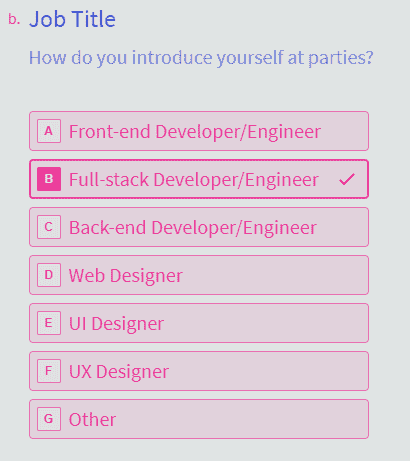 b. Job Title
How do you introduce yourself at parties?
A Front-end Developer/Engineer
B Full-stack Developer/Engineer
C Back-end Developer/Engineer
D Web Designer
E UI Designer
F UX Designer
G Other